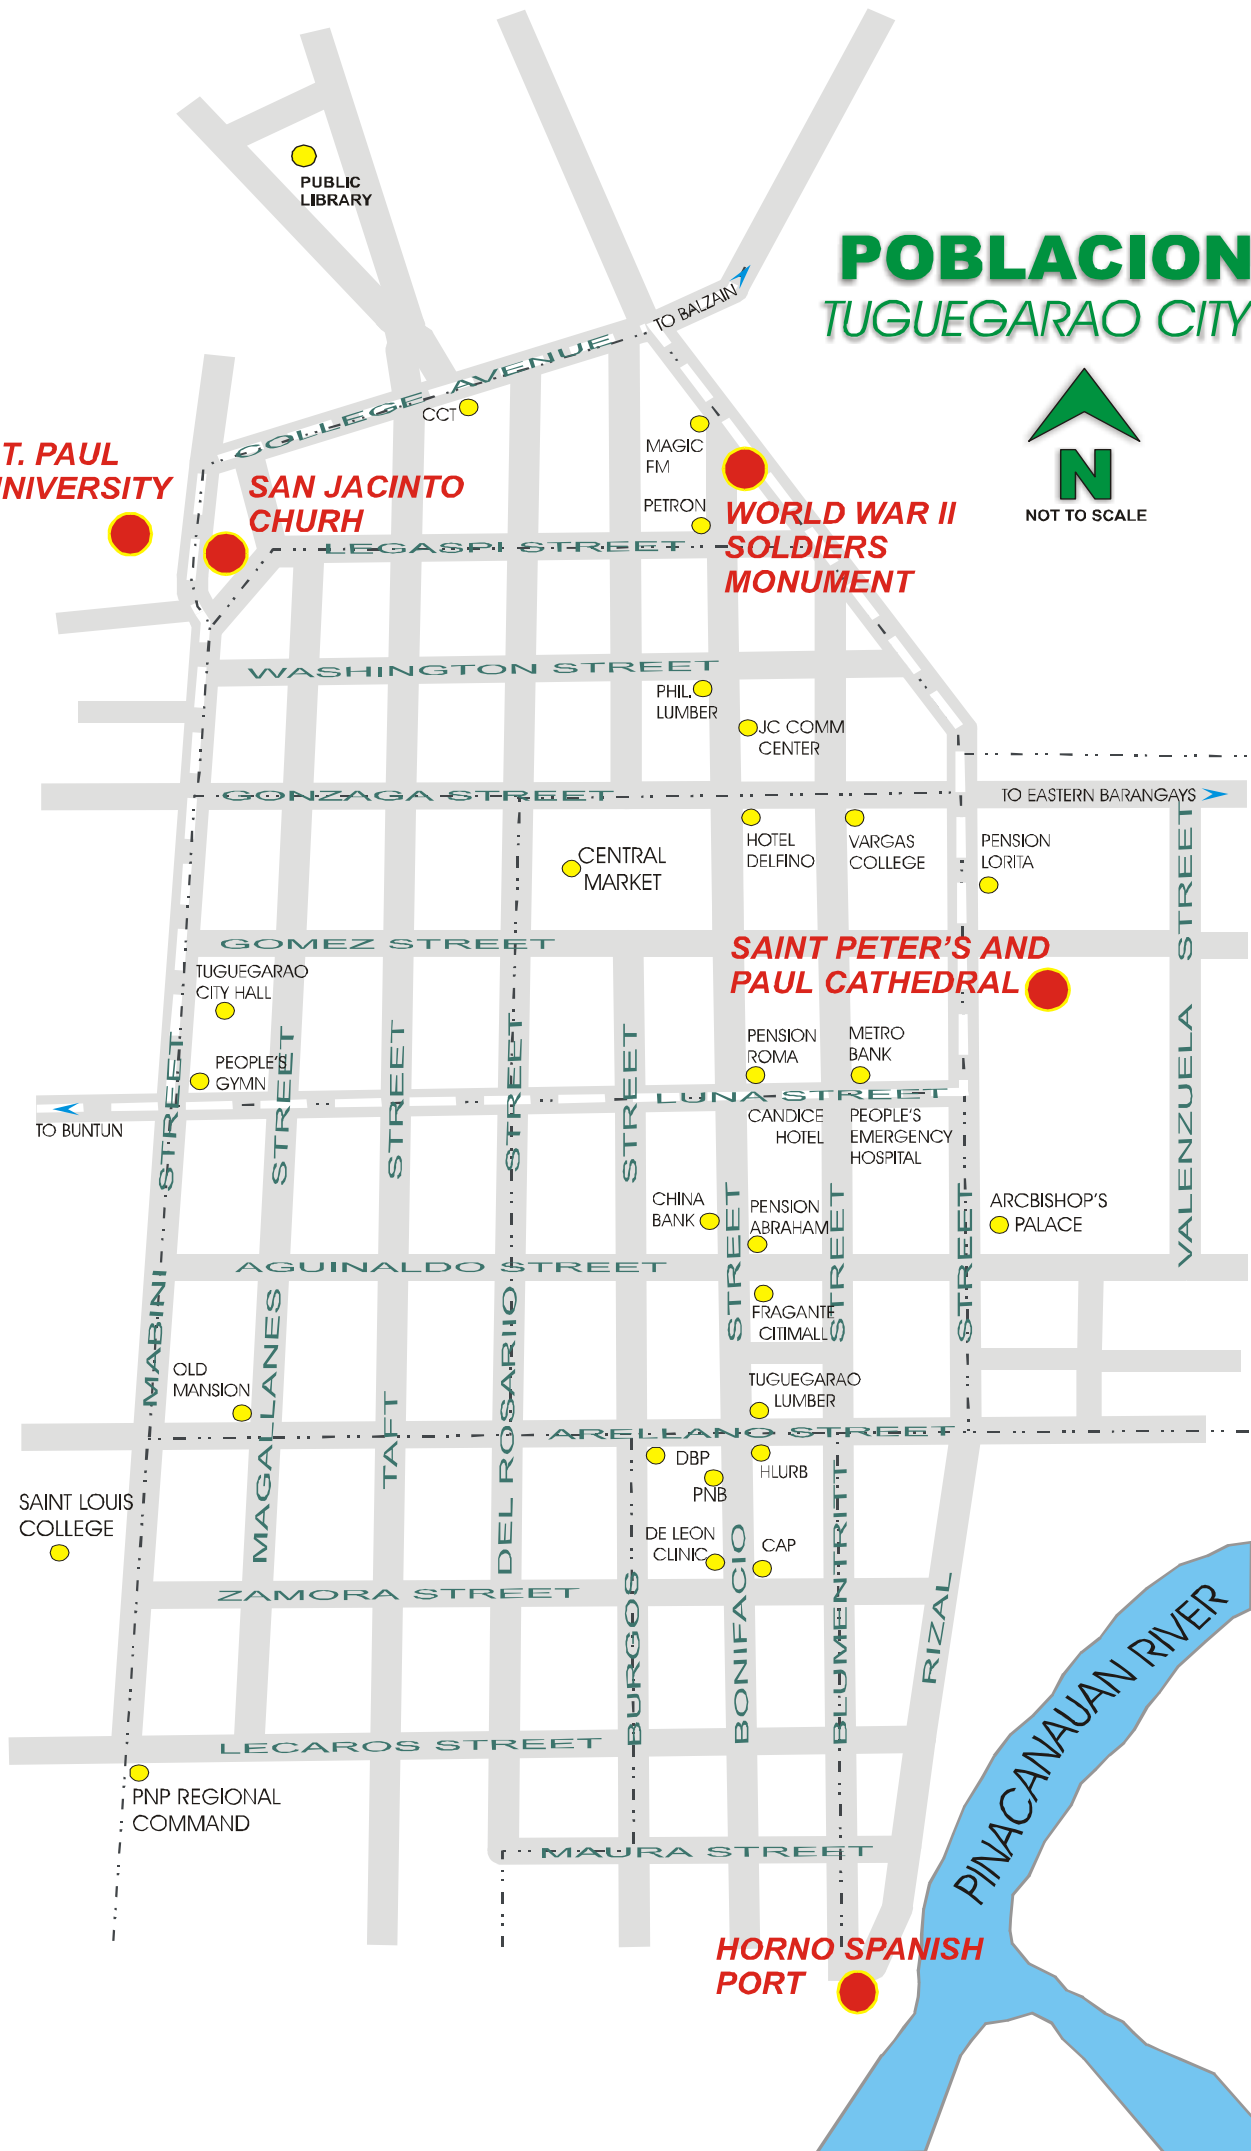 PUBLIC
LIBRARY
POBLACION
TUGUEGARAO CITY
TO BALZAIN
N
NOT TO SCALE
COLLEGE AVENUE
CCT
MAGIC
FM
T. PAUL
NIVERSITY
SAN JACINTO
CHURH
PETRON
WORLD WAR II
SOLDIERS
MONUMENT
LEGASPI STREET
WASHINGTON STREET
PHIL.
LUMBER
JC COMM
CENTER
GONZAGA STREET
TO EASTERN BARANGAYS
HOTEL
DELFINO
VARGAS
COLLEGE
PENSION
LORITA
CENTRAL
MARKET
GOMEZ STREET
SAINT PETER'S AND
PAUL CATHEDRAL
TUGUEGARAO
CITY HALL
PEOPLE'S
GYMN
PENSION
ROMA
METRO
BANK
LUNA STREET
TO BUNTUN
CANDICE
HOTEL
PEOPLE'S
EMERGENCY
HOSPITAL
CHINA
BANK
PENSION
ABRAHAM
ARCBISHOP'S
PALACE
AGUINALDO STREET
FRAGANTE
CITIMALL
OLD
MANSION
TUGUEGARAO
LUMBER
ARELLANO STREET
DBP
PNB
HLURB
SAINT LOUIS
COLLEGE
DE LEON
CLINIC
CAP
ZAMORA STREET
LECAROS STREET
PNP REGIONAL
COMMAND
MAURA STREET
HORNO SPANISH
PORT
MABINI STREET
MAGALLANES STREET
TAFT STREET
DEL ROSARIIO STREET
BURGOS STREET
BONIFACIO STREET
BLUMENTRITT STREET
RIZAL STREET
VALENZUELA STREET
PINACANAUAN RIVER